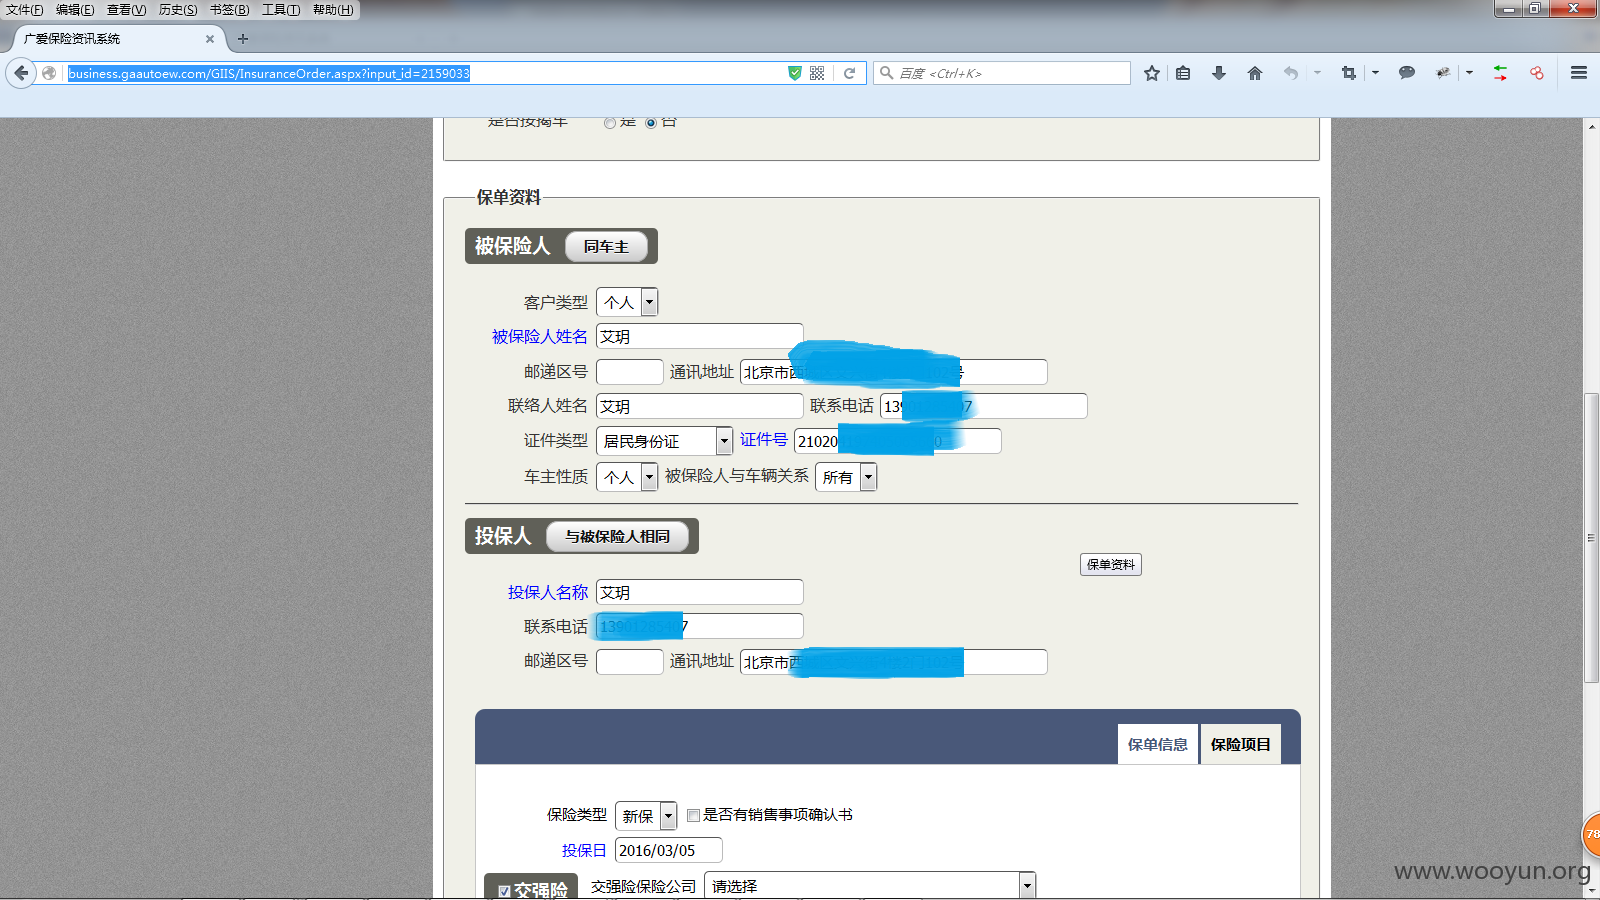 文件(F) 编辑(E) 查看(V) 历史(S) 书签(B) 工具(T) 帮助(H)
广爱保险资讯系统
business.gaautoew.com/GIIS/InsuranceOrder.aspx?input_id=2159033
百度 <Ctrl+K>
是否按揭车 是 否
保单资料
被保险人 同车主
客户类型 个人
被保险人姓名 艾玥
邮递区号 通讯地址 北京市西 号
联络人姓名 艾玥 联系电话 139 7
证件类型 居民身份证 证件号 21020 0
车主性质 个人 被保险人与车辆关系 所有
投保人 与被保险人相同
保单资料
投保人名称 艾玥
联系电话 7
邮递区号 通讯地址 北京市西
保单信息 保险项目
保险类型 新保 是否有销售事项确认书
投保日 2016/03/05
交强险 交强险保险公司 请选择
78
www.wooyun.org